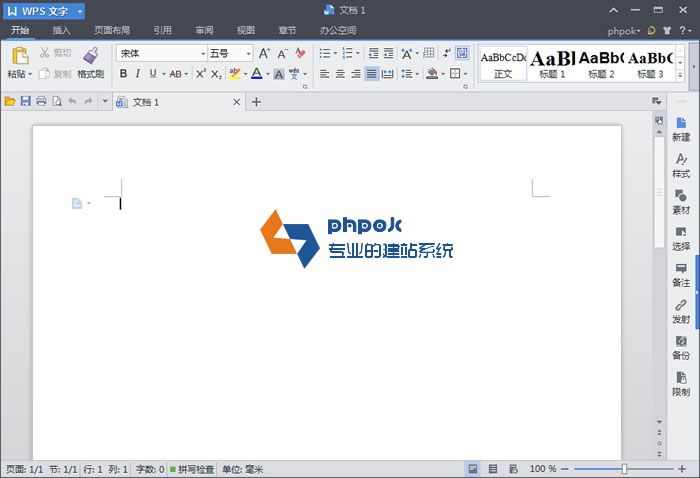 WPS 文字
文档 1
开始 插入 页面布局 引用 审阅 视图 章节 办公空间
phpok
粘贴 剪切 复制 格式刷
宋体 五号
AaBbCcDd 正文
AaBl 标题 1
AaBb( 标题 2
AaBbC 标题 3
文档 1
新建
样式
素材
选择
备注
发射
备份
限制
phpok
专业的建站系统
页面: 1/1 节: 1/1 行: 1 列: 1 字数: 0 拼写检查 单位: 毫米
100 %